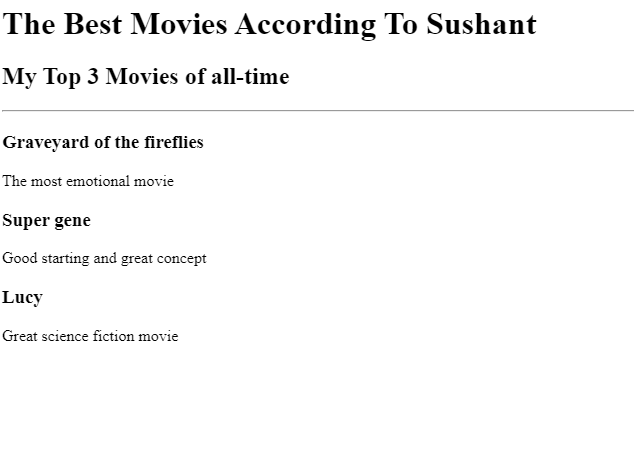 The Best Movies According To Sushant
My Top 3 Movies of all-time
Graveyard of the fireflies
The most emotional movie
Super gene
Good starting and great concept
Lucy
Great science fiction movie